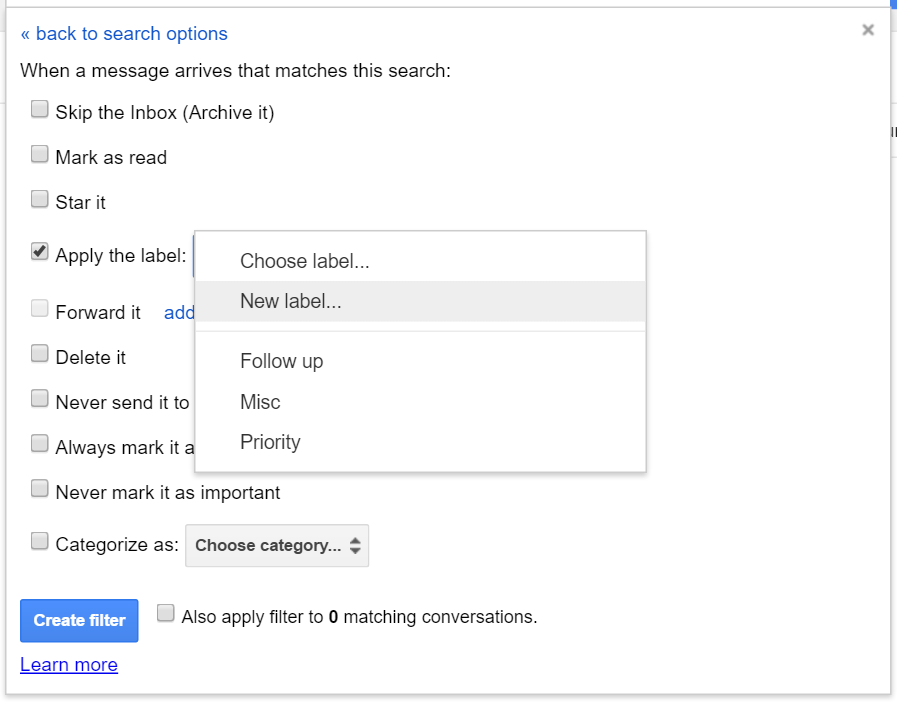 « back to search options
When a message arrives that matches this search:
Skip the Inbox (Archive it)
Mark as read
Star it
Apply the label:
Choose label...
New label...
Forward it add
Follow up
Delete it
Never send it to
Misc
Always mark it a
Priority
Never mark it as important
Categorize as: Choose category...
Create filter Also apply filter to 0 matching conversations.
Learn more